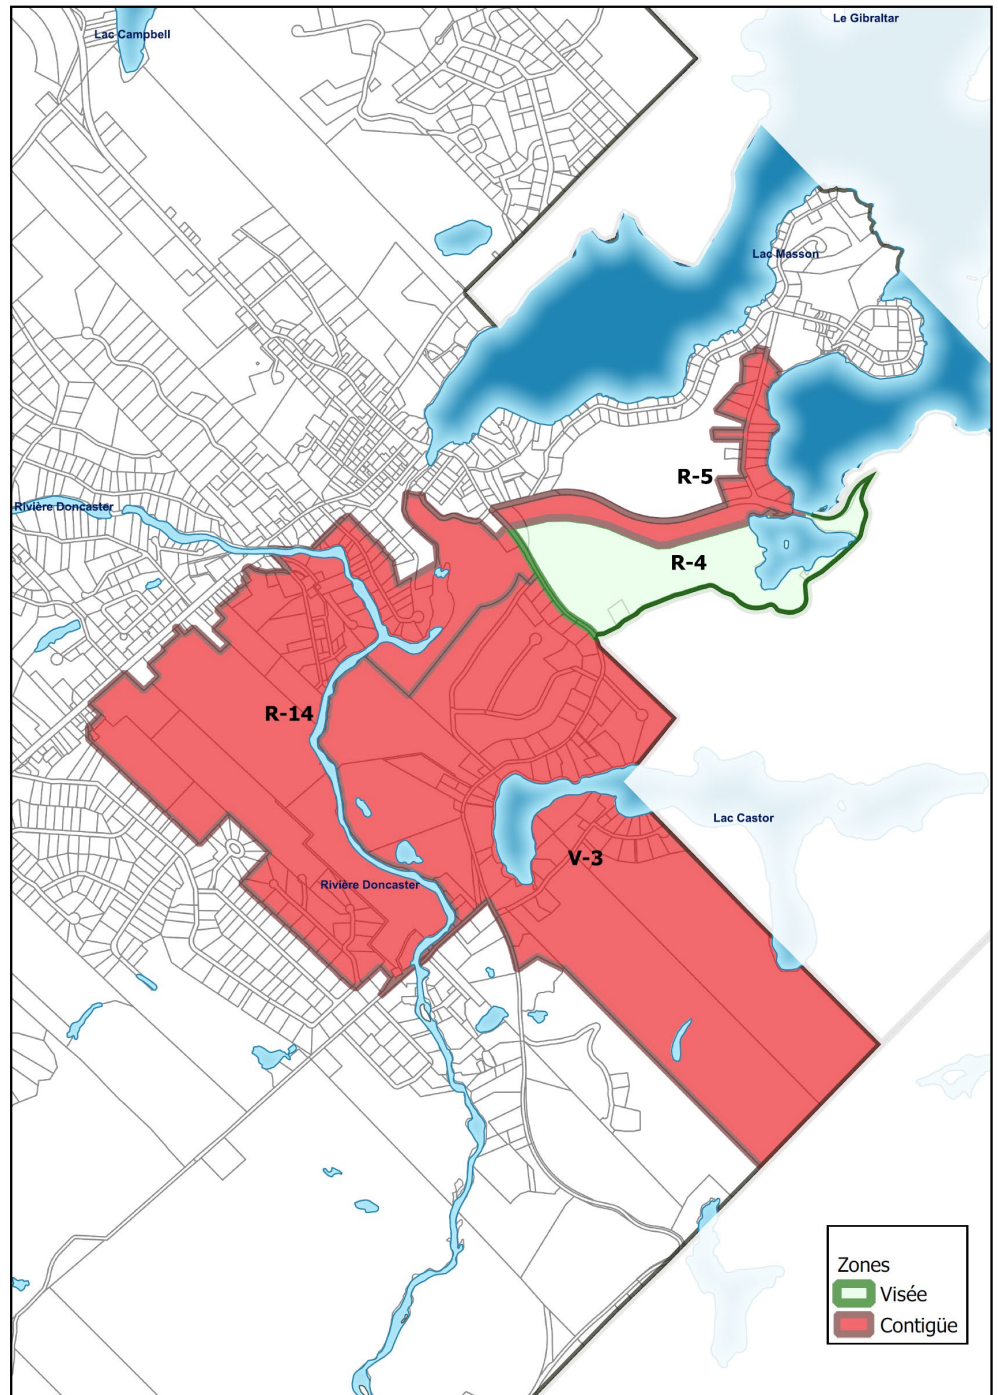 Le Gibraltar
Lac Campbell
Lac Masson
R-5
Rivière Doncaster
R-4
R-14
Lac Castor
V-3
Rivière Doncaster
Zones
Visée
Contigüe